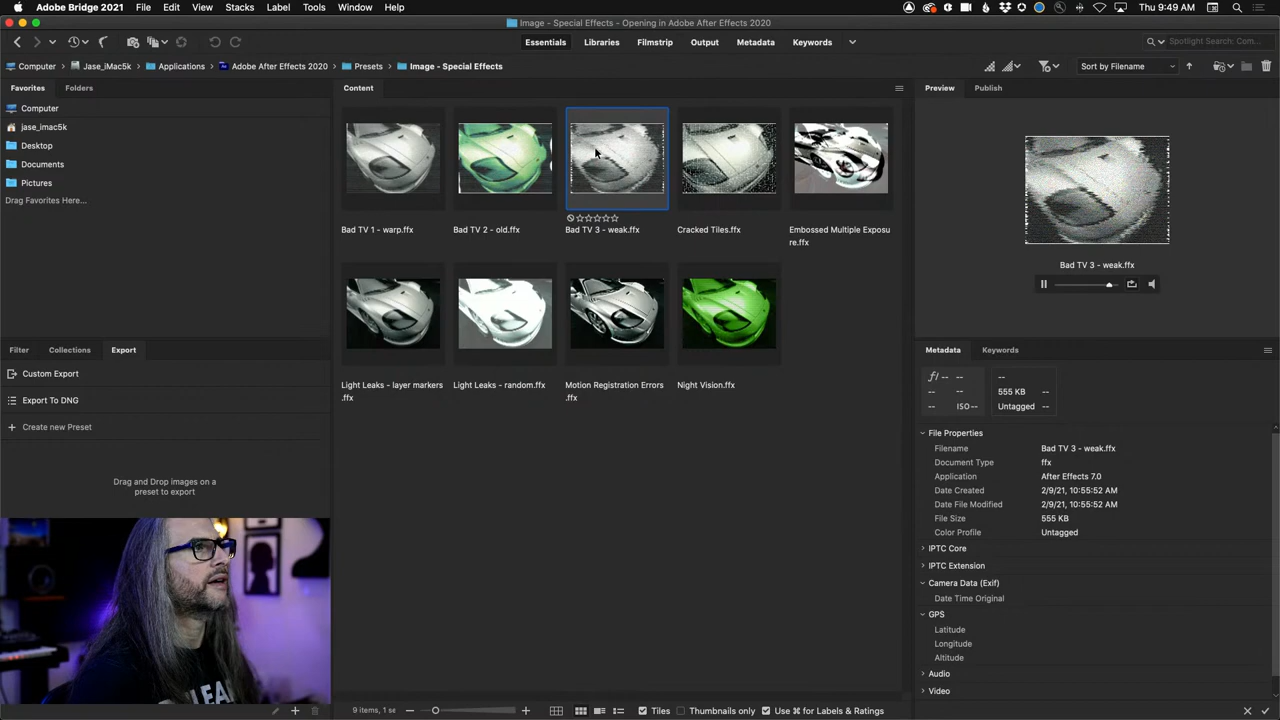 Adobe Bridge 2021 File Edit View Stacks Label Tools Window Help Thu 9:49 AM
Image - Special Effects - Opening in Adobe After Effects 2020
Essentials Libraries Filmstrip Output Metadata Keywords Spotlight Search: Com...
Computer Jase_iMac5k Applications Adobe After Effects 2020 Presets Image - Special Effects Sort by Filename
Favorites Folders
Computer
jase_imac5k
Desktop
Documents
Pictures
Drag Favorites Here...
Filter Collections Export
Custom Export
Export To DNG
Create new Preset
Drag and Drop images on a
preset to export
Content
Bad TV 1 - warp.ffx
Bad TV 2 - old.ffx
Bad TV 3 - weak.ffx
Cracked Tiles.ffx
Embossed Multiple Exposu
re.ffx
Light Leaks - layer markers
.ffx
Light Leaks - random.ffx
Motion Registration Errors
.ffx
Night Vision.ffx
9 items, 1 se Tiles Thumbnails only Use ⌘ for Labels & Ratings
Preview Publish
Bad TV 3 - weak.ffx
Metadata Keywords
ƒ/ -- -- --
-- -- 555 KB --
-- ISO -- Untagged --
File Properties
Filename Bad TV 3 - weak.ffx
Document Type ffx
Application After Effects 7.0
Date Created 2/9/21, 10:55:52 AM
Date File Modified 2/9/21, 10:55:52 AM
File Size 555 KB
Color Profile Untagged
IPTC Core
IPTC Extension
Camera Data (Exif)
Date Time Original
GPS
Latitude
Longitude
Altitude
Audio
Video